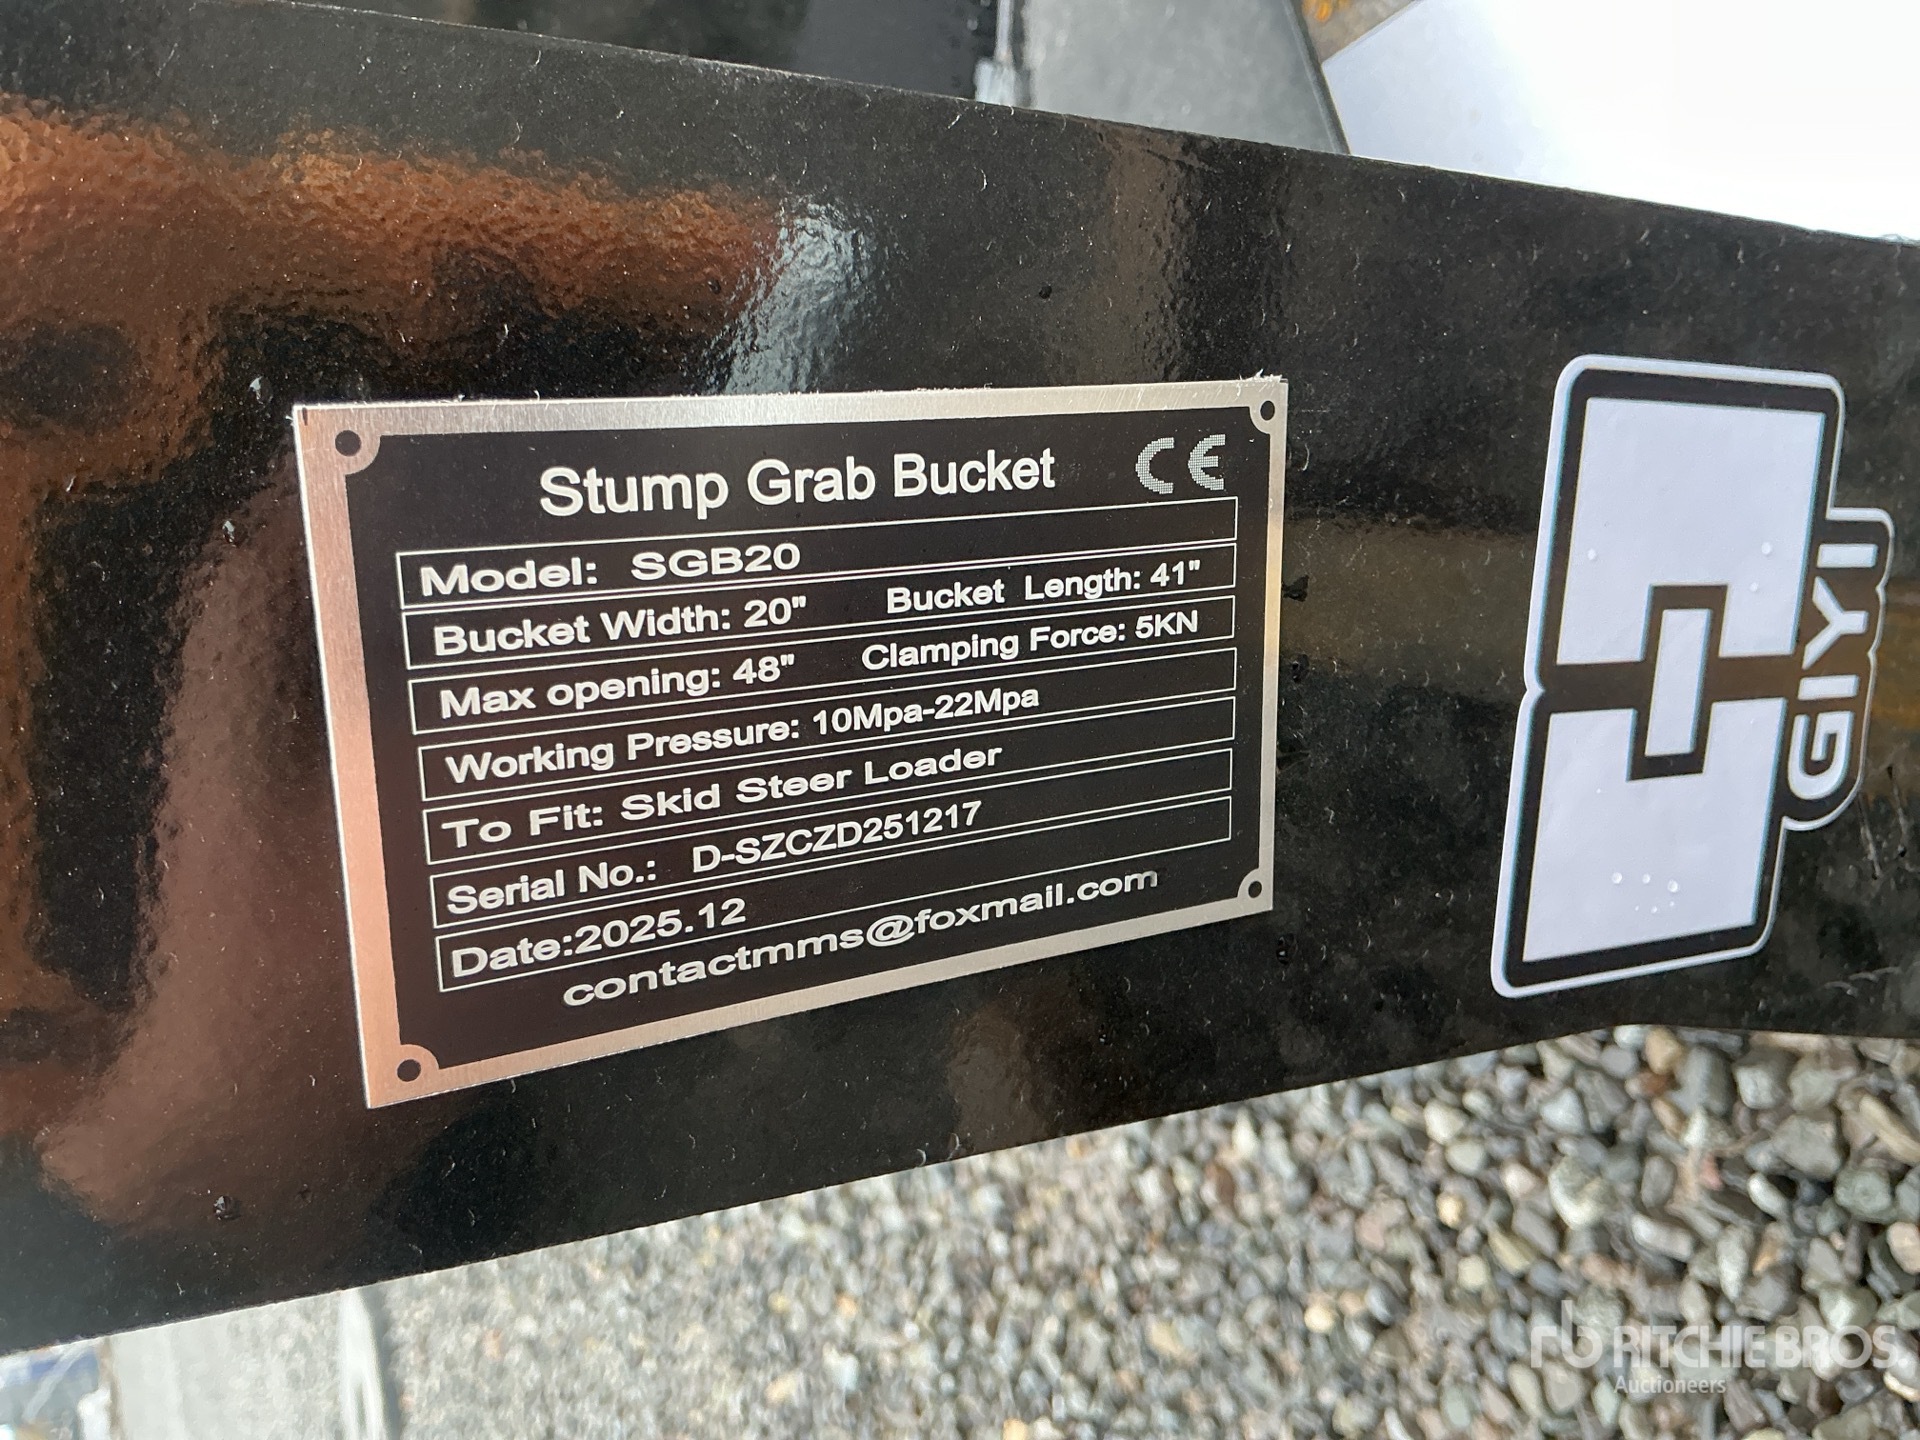 Stump Grab Bucket CE
Model: SGB20
Bucket Width: 20" Bucket Length: 41"
Max opening: 48" Clamping Force: 5KN
Working Pressure: 10Mpa-22Mpa
To Fit: Skid Steer Loader
Serial No.: D-SZCZD251217
Date:2025.12
contactmms@foxmail.com
GIYI
rb RITCHIE BROS
Auctioneers